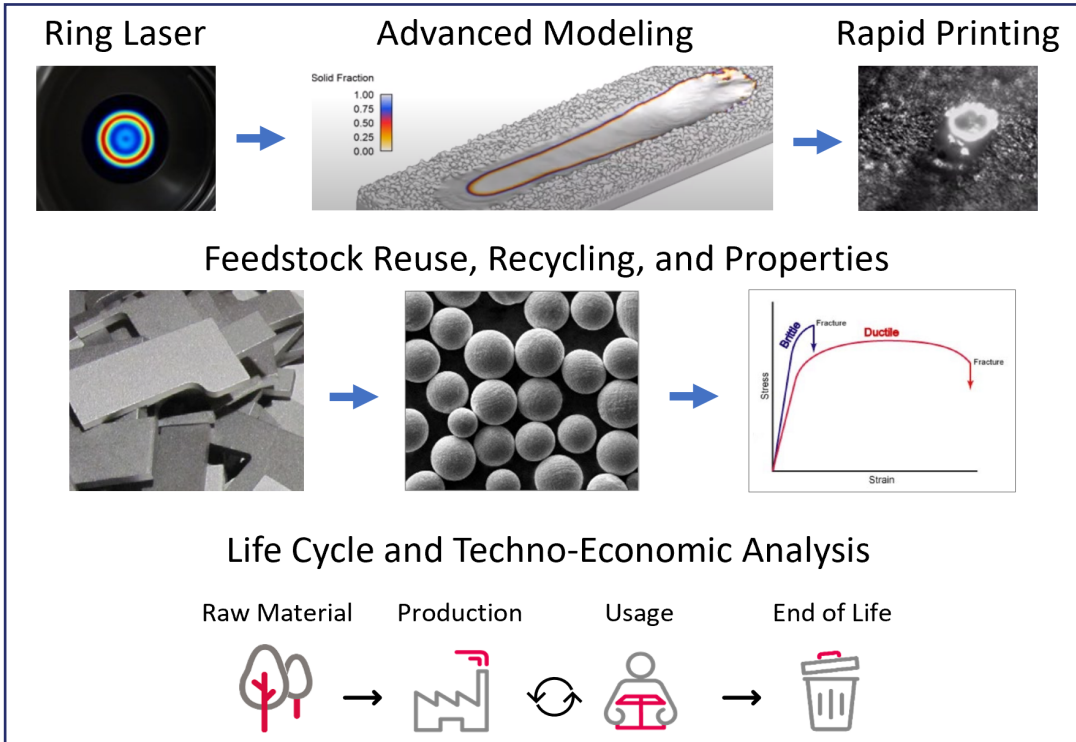 Ring Laser
Advanced Modeling
Rapid Printing
Solid Fraction
1.00
0.75
0.50
0.25
0.00
Feedstock Reuse, Recycling, and Properties
Brittle
Fracture
Ductile
Fracture
Stress
Strain
Life Cycle and Techno-Economic Analysis
Raw Material
Production
Usage
End of Life